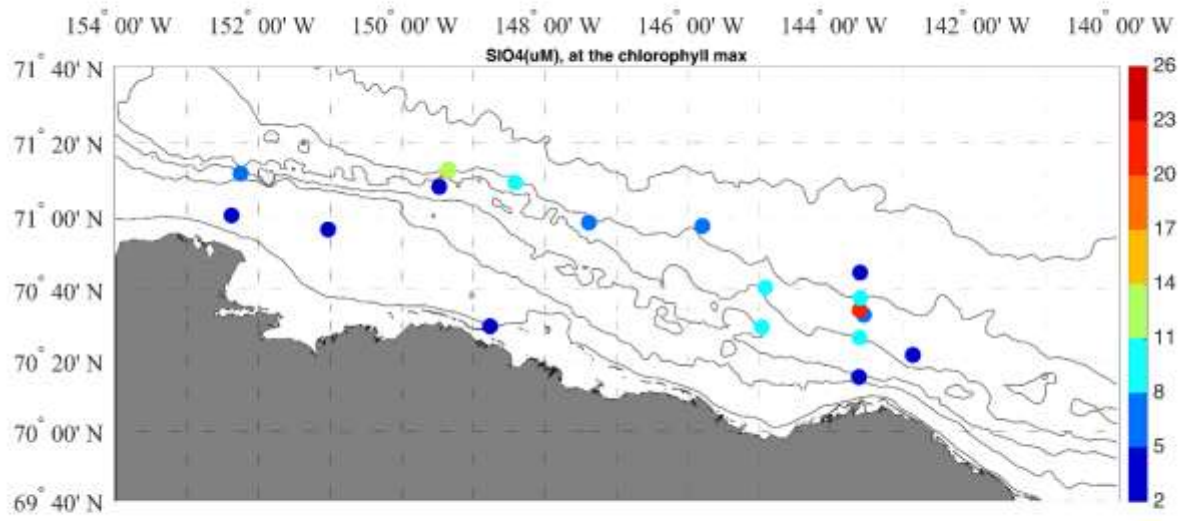 154° 00' W 152° 00' W 150° 00' W 148° 00' W 146° 00' W 144° 00' W 142° 00' W 140° 00' W
SIO4(uM), at the chlorophyll max
71° 40' N
71° 20' N
71° 00' N
70° 40' N
70° 20' N
70° 00' N
69° 40' N
26
23
20
17
14
11
8
5
2